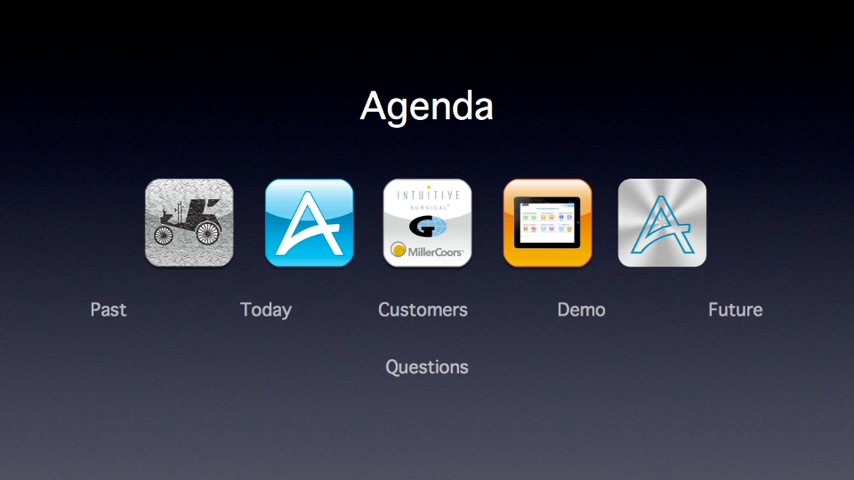 Agenda
INTUITIVE
SURGICAL®
G
MillerCoors
Past Today Customers Demo Future
Questions